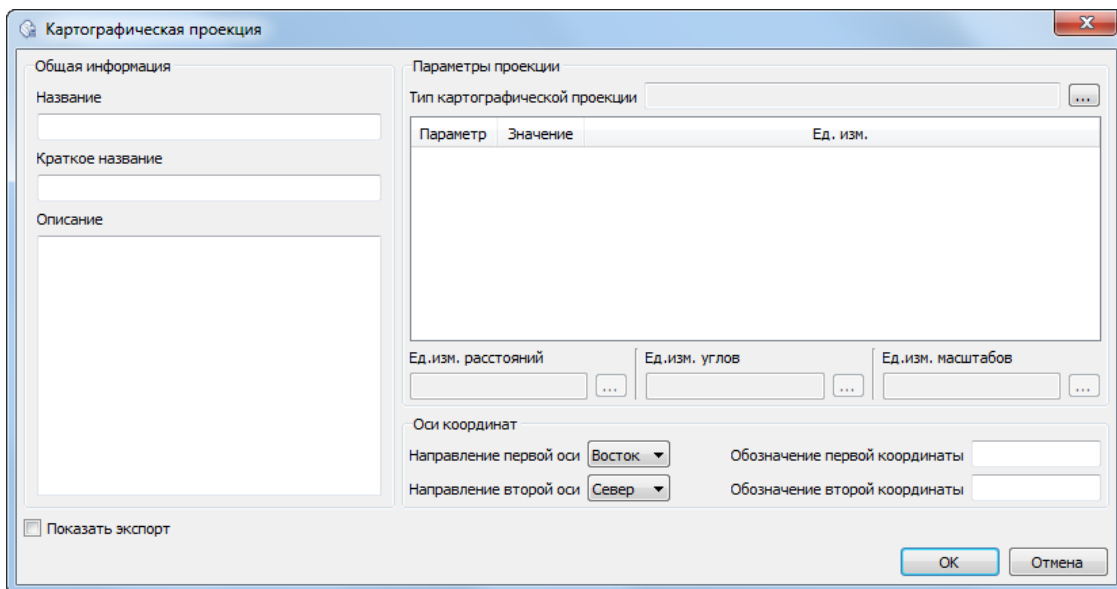 Картографическая проекция
Общая информация
Название
Краткое название
Описание
Параметры проекции
Тип картографической проекции ...
Параметр Значение Ед. изм.
Ед.изм. расстояний Ед.изм. углов Ед.изм. масштабов
... ... ...
Оси координат
Направление первой оси Восток Обозначение первой координаты
Направление второй оси Север Обозначение второй координаты
Показать экспорт
OK Отмена